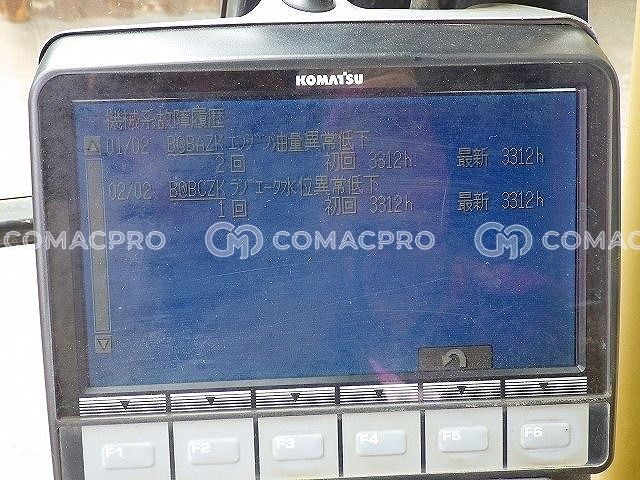 KOMATSU
機械系故障履歴
01/02 B@BAZK エンジン油量異常低下
2回 初回 3312h 最新 3312h
02/02 B@BCZK ラジエータ水位異常低下
1回 初回 3312h 最新 3312h
COMACPRO COMACPRO COMACPRO
F1 F2 F3 F4 F5 F6